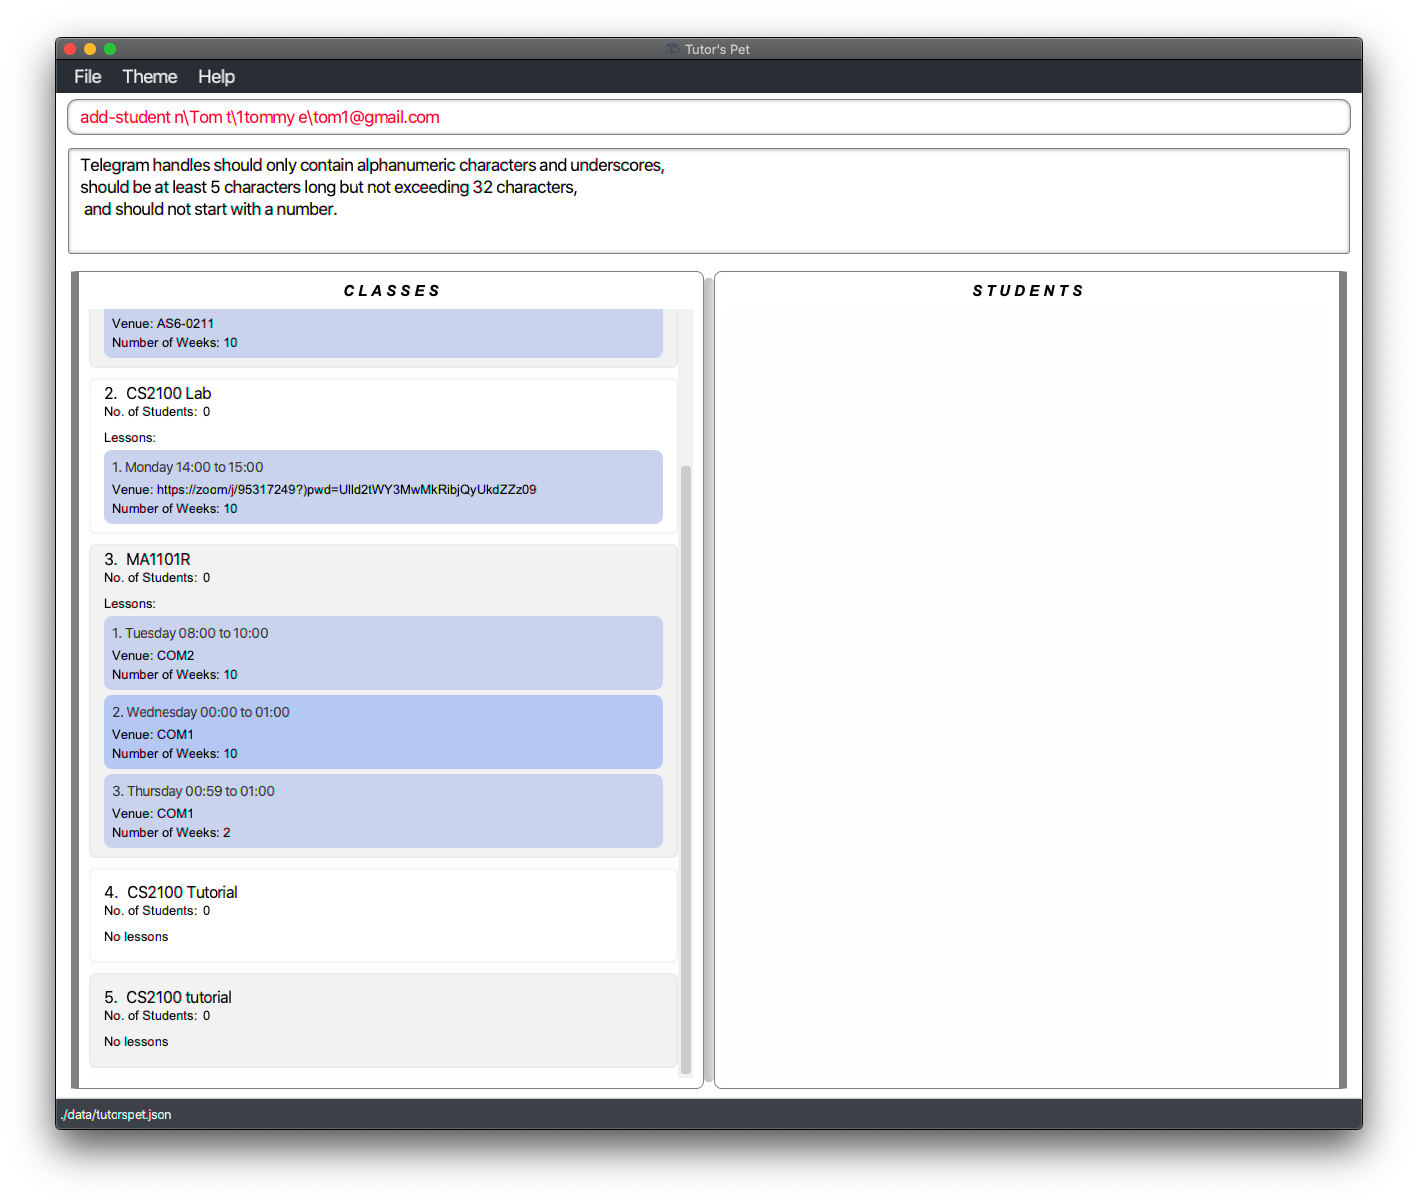 Tutor's Pet
File Theme Help
add-student n\Tom t\1tommy e\tom1@gmail.com
Telegram handles should only contain alphanumeric characters and underscores,
should be at least 5 characters long but not exceeding 32 characters,
and should not start with a number.
CLASSES
Venue: AS6-0211
Number of Weeks: 10
2. CS2100 Lab
No. of Students: 0
Lessons:
1. Monday 14:00 to 15:00
Venue: https://zoom/j/95317249?)pwd=Ulld2tWY3MwMkRibjQyUkdZZz09
Number of Weeks: 10
3. MA1101R
No. of Students: 0
Lessons:
1. Tuesday 08:00 to 10:00
Venue: COM2
Number of Weeks: 10
2. Wednesday 00:00 to 01:00
Venue: COM1
Number of Weeks: 10
3. Thursday 00:59 to 01:00
Venue: COM1
Number of Weeks: 2
4. CS2100 Tutorial
No. of Students: 0
No lessons
5. CS2100 tutorial
No. of Students: 0
No lessons
STUDENTS
./data/tutorspet.json